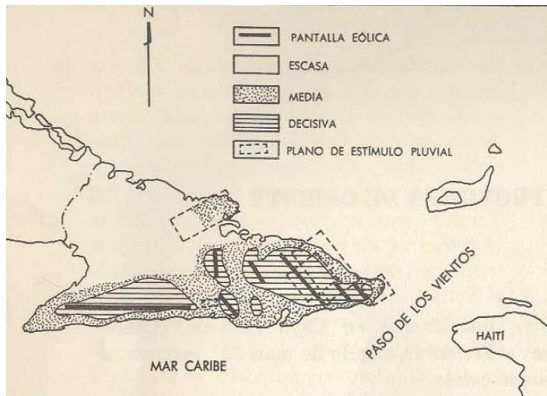 N
PANTALLA EÓLICA
ESCASA
MEDIA
DECISIVA
PLANO DE ESTÍMULO PLUVIAL
PASO DE LOS VIENTOS
HAITÍ
MAR CARIBE